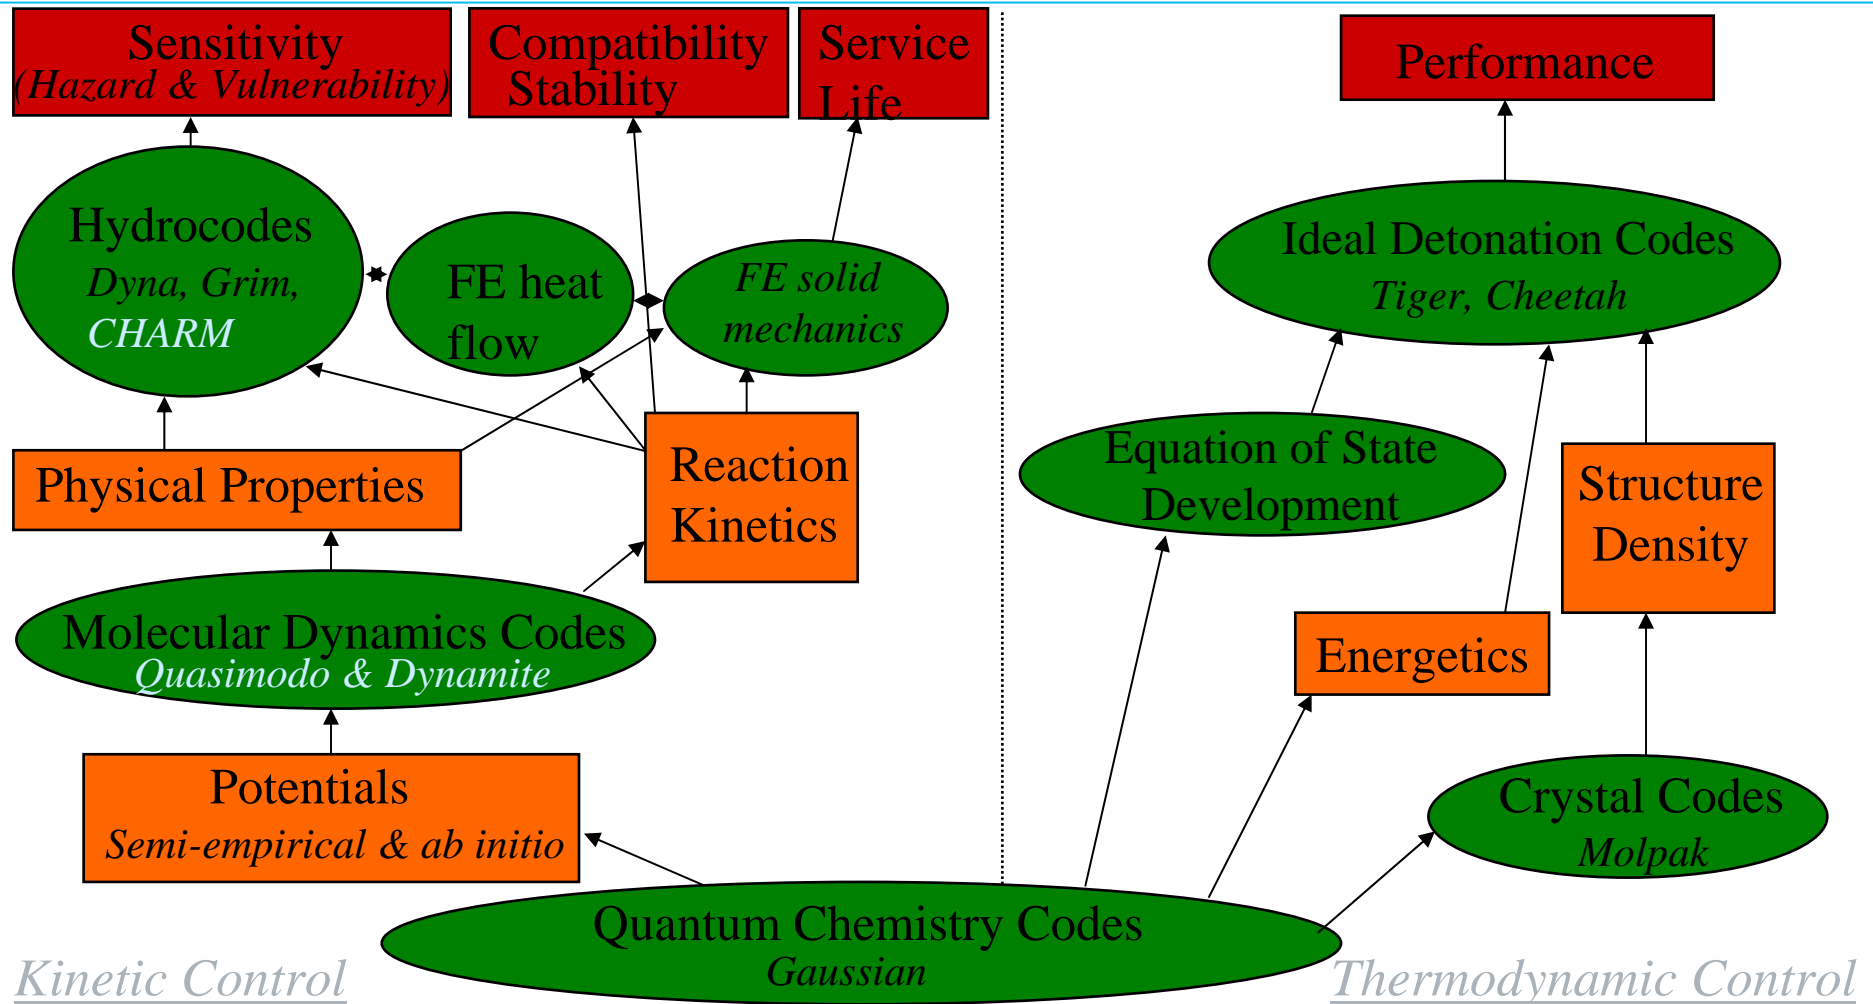 Sensitivity
(Hazard & Vulnerability)
Compatibility
Stability
Service
Life
Performance
Hydrocodes
Dyna, Grim,
CHARM
FE heat
flow
FE solid
mechanics
Ideal Detonation Codes
Tiger, Cheetah
Physical Properties
Reaction
Kinetics
Equation of State
Development
Structure
Density
Molecular Dynamics Codes
Quasimodo & Dynamite
Energetics
Potentials
Semi-empirical & ab initio
Crystal Codes
Molpak
Quantum Chemistry Codes
Gaussian
Kinetic Control
Thermodynamic Control